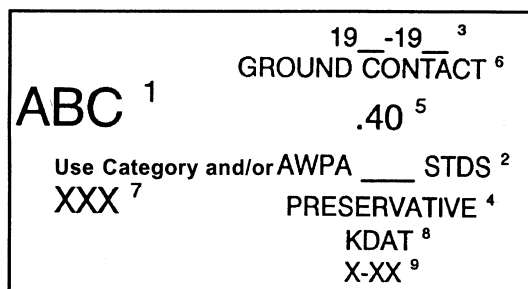 19__-19__ 3
GROUND CONTACT 6
ABC 1
.40 5
Use Category and/or AWPA ___ STDS 2
XXX 7
PRESERVATIVE 4
KDAT 8
X-XX 9